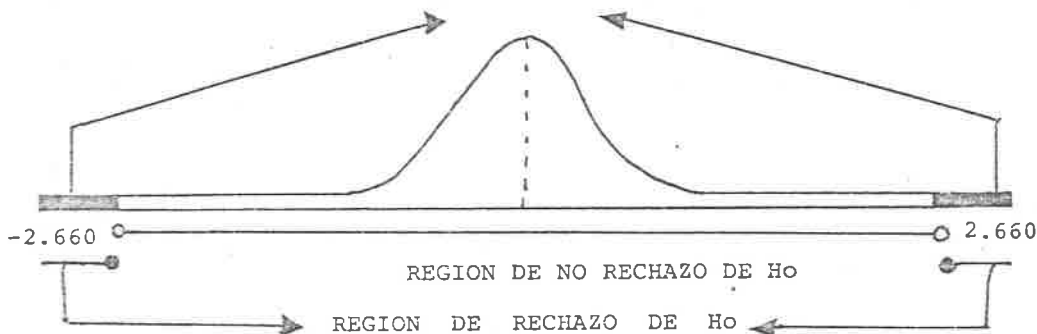 -2.660 2.660
REGION DE NO RECHAZO DE Ho
REGION DE RECHAZO DE Ho